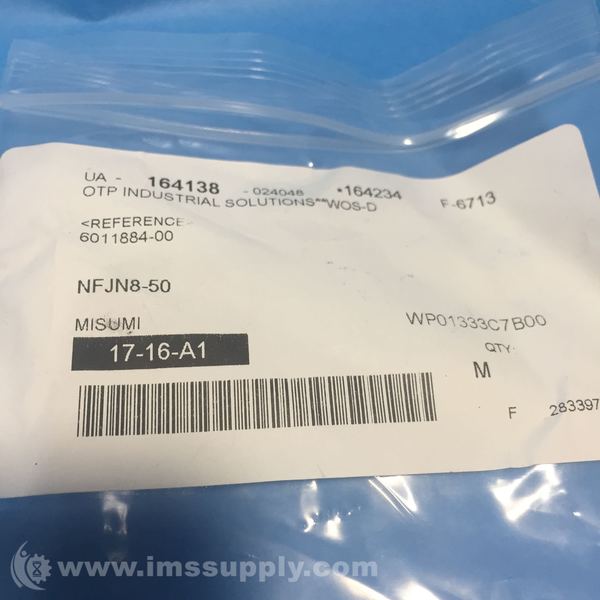 UA - 164138 - 024048 *164234 F-6713
OTP INDUSTRIAL SOLUTIONS**WOS-D
<REFERENCE>
6011884-00
NFJN8-50
MISUMI
WP01333C7B00
17-16-A1
QTY.
M
F 283397
www.imssupply.com